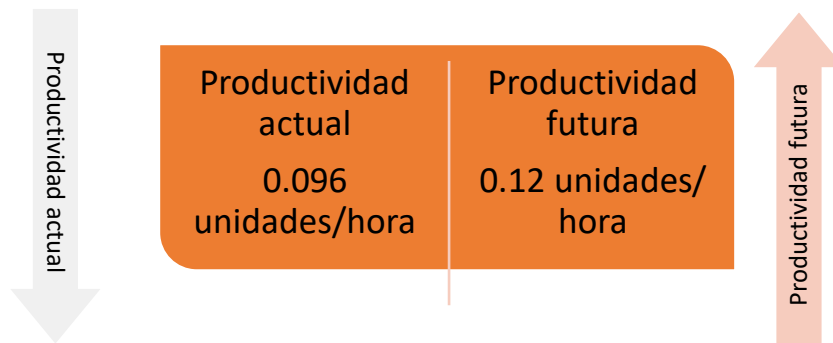 Productividad actual
Productividad
actual
0.096
unidades/hora
Productividad
futura
0.12 unidades/
hora
Productividad futura